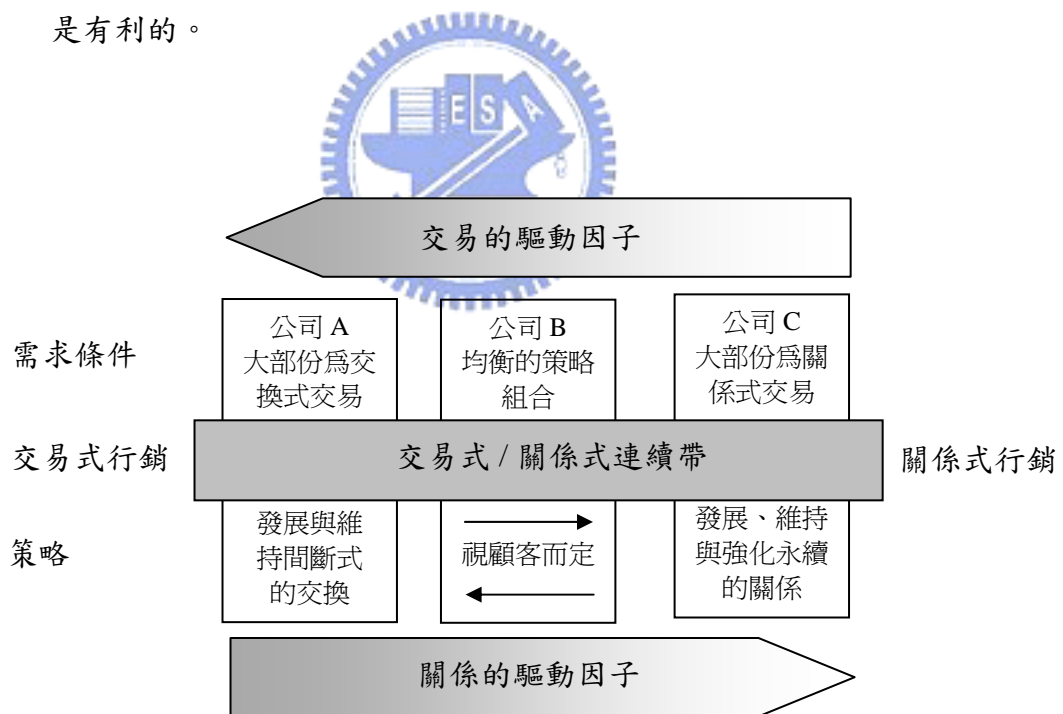 是有利的。
E S A
交易的驅動因子
需求條件
公司 A
大部份為交
換式交易
公司 B
均衡的策略
組合
公司 C
大部份為關
係式交易
交易式行銷
交易式 / 關係式連續帶
關係式行銷
策略
發展與維
持間斷式
的交換
視顧客而定
發展、維持
與強化永續
的關係
關係的驅動因子